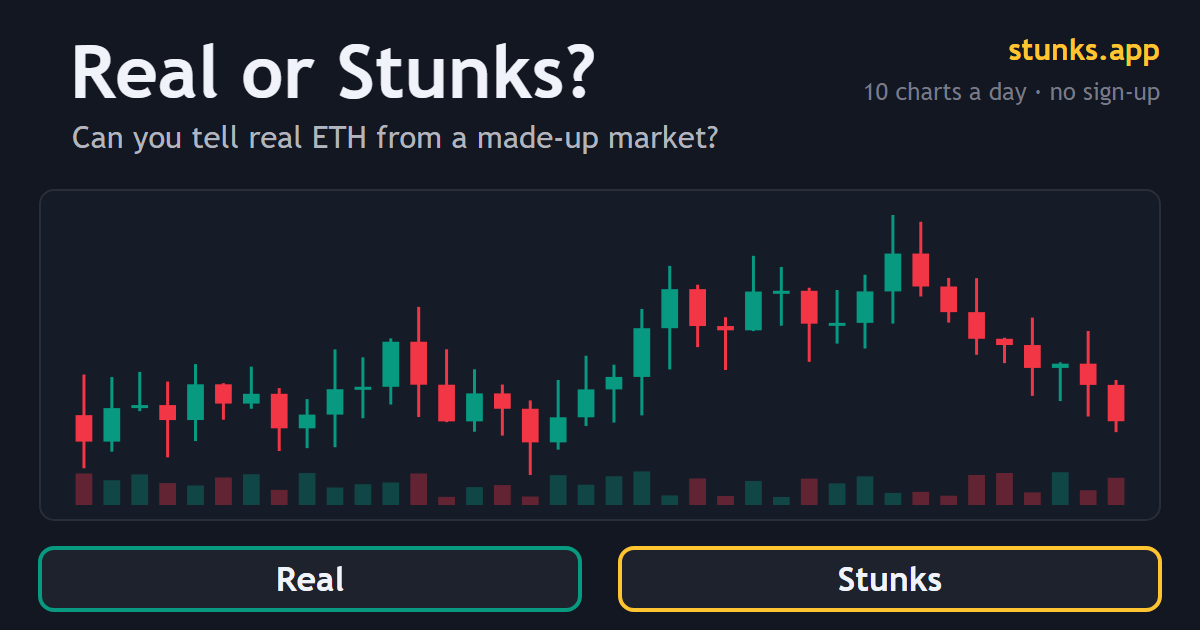 Real or Stunks?
stunks.app
10 charts a day · no sign-up
Can you tell real ETH from a made-up market?
Real
Stunks